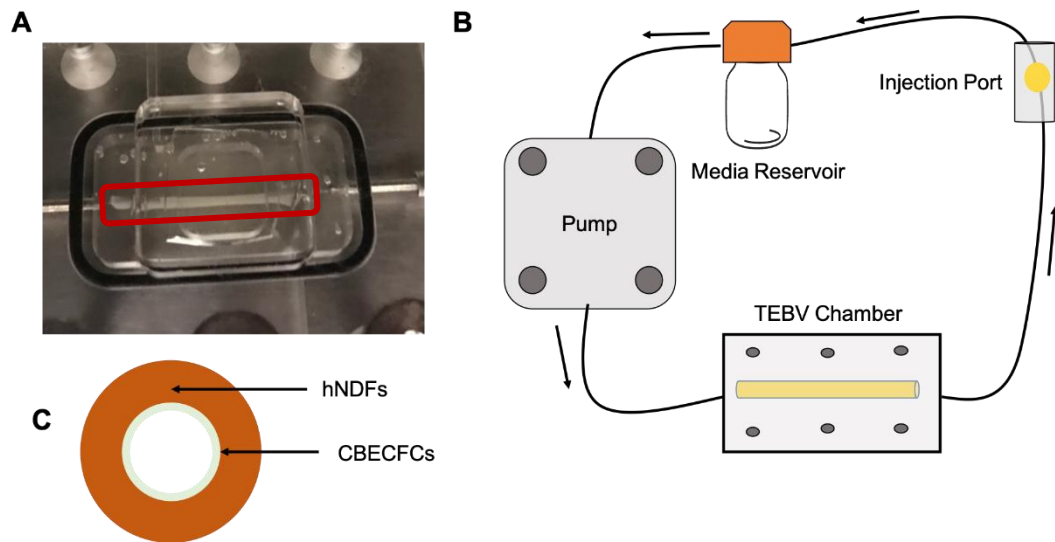 A
B
Injection Port
Media Reservoir
Pump
TEBV Chamber
C
hNDFs
CBECFCs